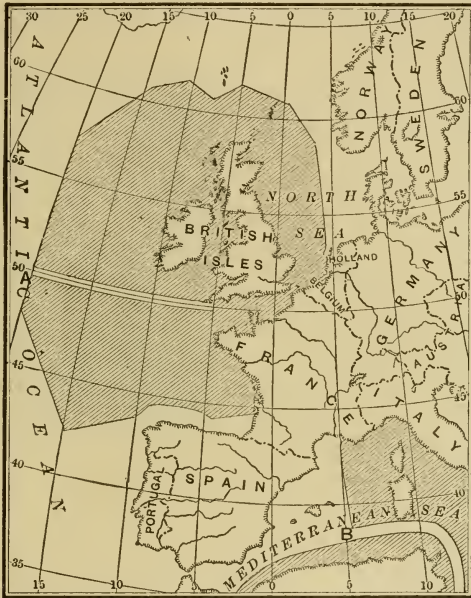 30 25 20 15 10 5 0 5 10 15 20
ATLANTIC OCEAN
NORWAY
SWEDEN
60
60
55
55
NORTH
SEA
BRITISH
ISLES
HOLLAND
BELGIUM
GERMANY
50
A
50
FRANCE
AUSTRIA
45
45
ITALY
PORTUGAL
SPAIN
40
40
MEDITERRANEAN SEA
B
35
15 10 5 0 5 10 15